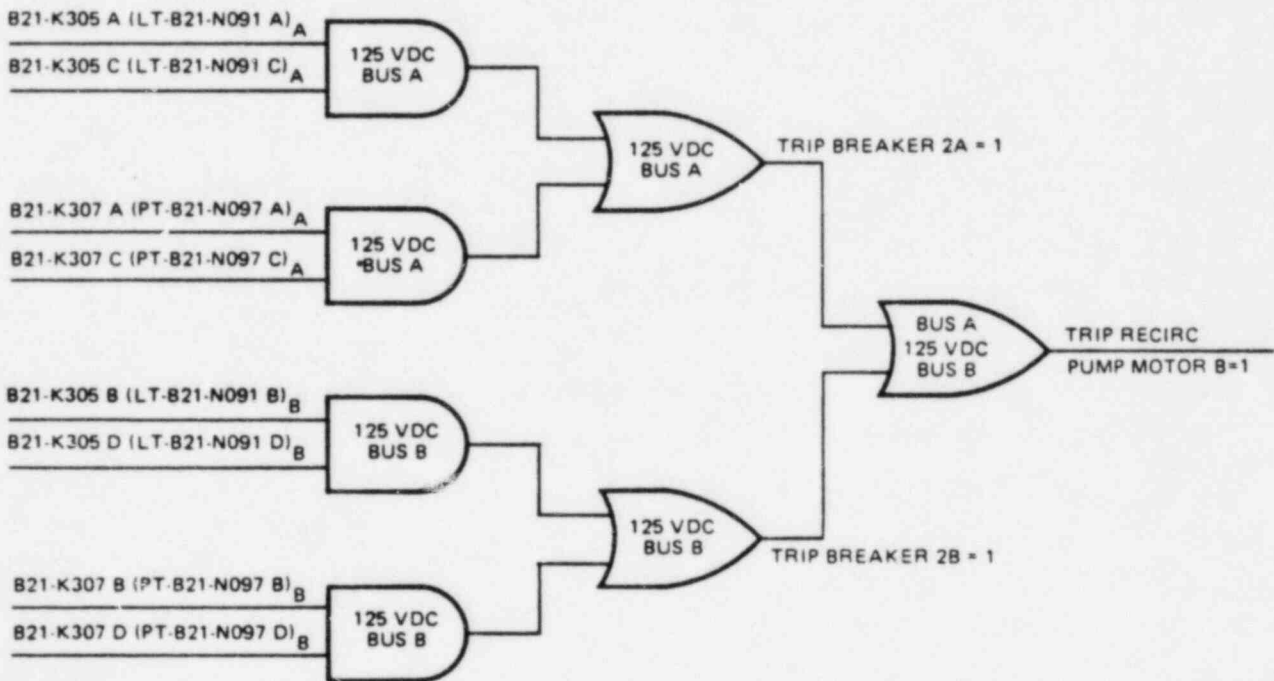 B21-K305 A (LT-B21-N091 A)A
B21-K305 C (LT-B21-N091 C)A
125 VDC
BUS A
B21-K307 A (PT-B21-N097 A)A
B21-K307 C (PT-B21-N097 C)A
125 VDC
BUS A
125 VDC
BUS A
TRIP BREAKER 2A = 1
B21-K305 B (LT-B21-N091 B)B
B21-K305 D (LT-B21-N091 D)B
125 VDC
BUS B
B21-K307 B (PT-B21-N097 B)B
B21-K307 D (PT-B21-N097 D)B
125 VDC
BUS B
125 VDC
BUS B
TRIP BREAKER 2B = 1
BUS A
125 VDC
BUS B
TRIP RECIRC
PUMP MOTOR B=1